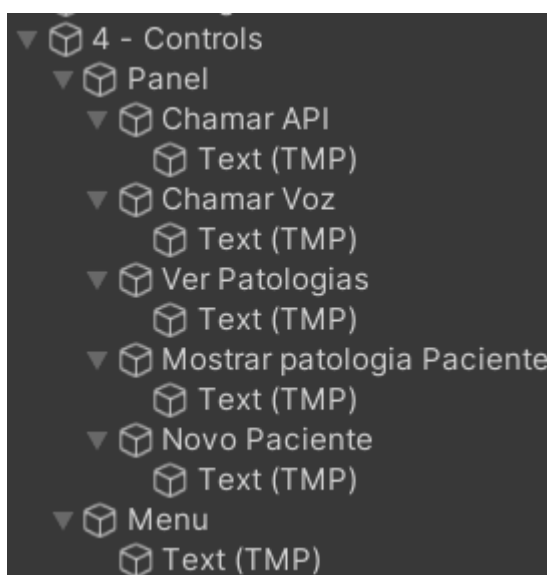 4 - Controls
Panel
Chamar API
Text (TMP)
Chamar Voz
Text (TMP)
Ver Patologias
Text (TMP)
Mostrar patologia Paciente
Text (TMP)
Novo Paciente
Text (TMP)
Menu
Text (TMP)